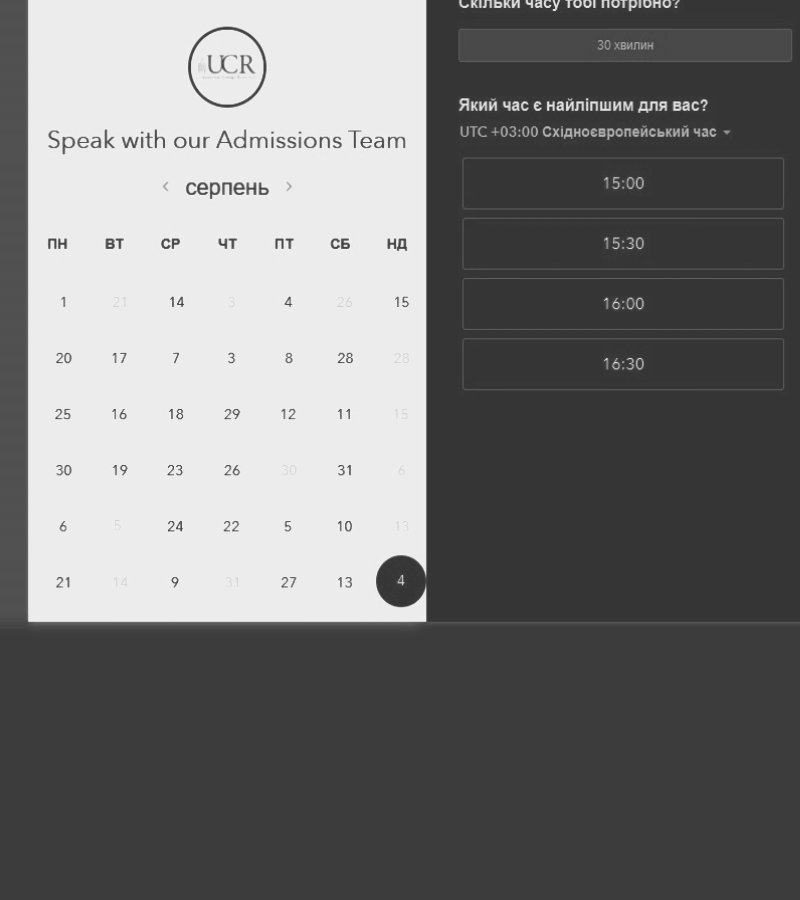 UCR
Speak with our Admissions Team
серпень
ПН ВТ СР ЧТ ПТ СБ НД
1 21 14 3 4 26 15
20 17 7 3 8 28 28
25 16 18 29 12 11 15
30 19 23 26 30 31 6
6 5 24 22 5 10 13
21 14 9 31 27 13 4
Скільки часу тобі потрібно?
30 хвилин
Який час є найліпшим для вас?
UTC +03:00 Східноєвропейський час
15:00
15:30
16:00
16:30